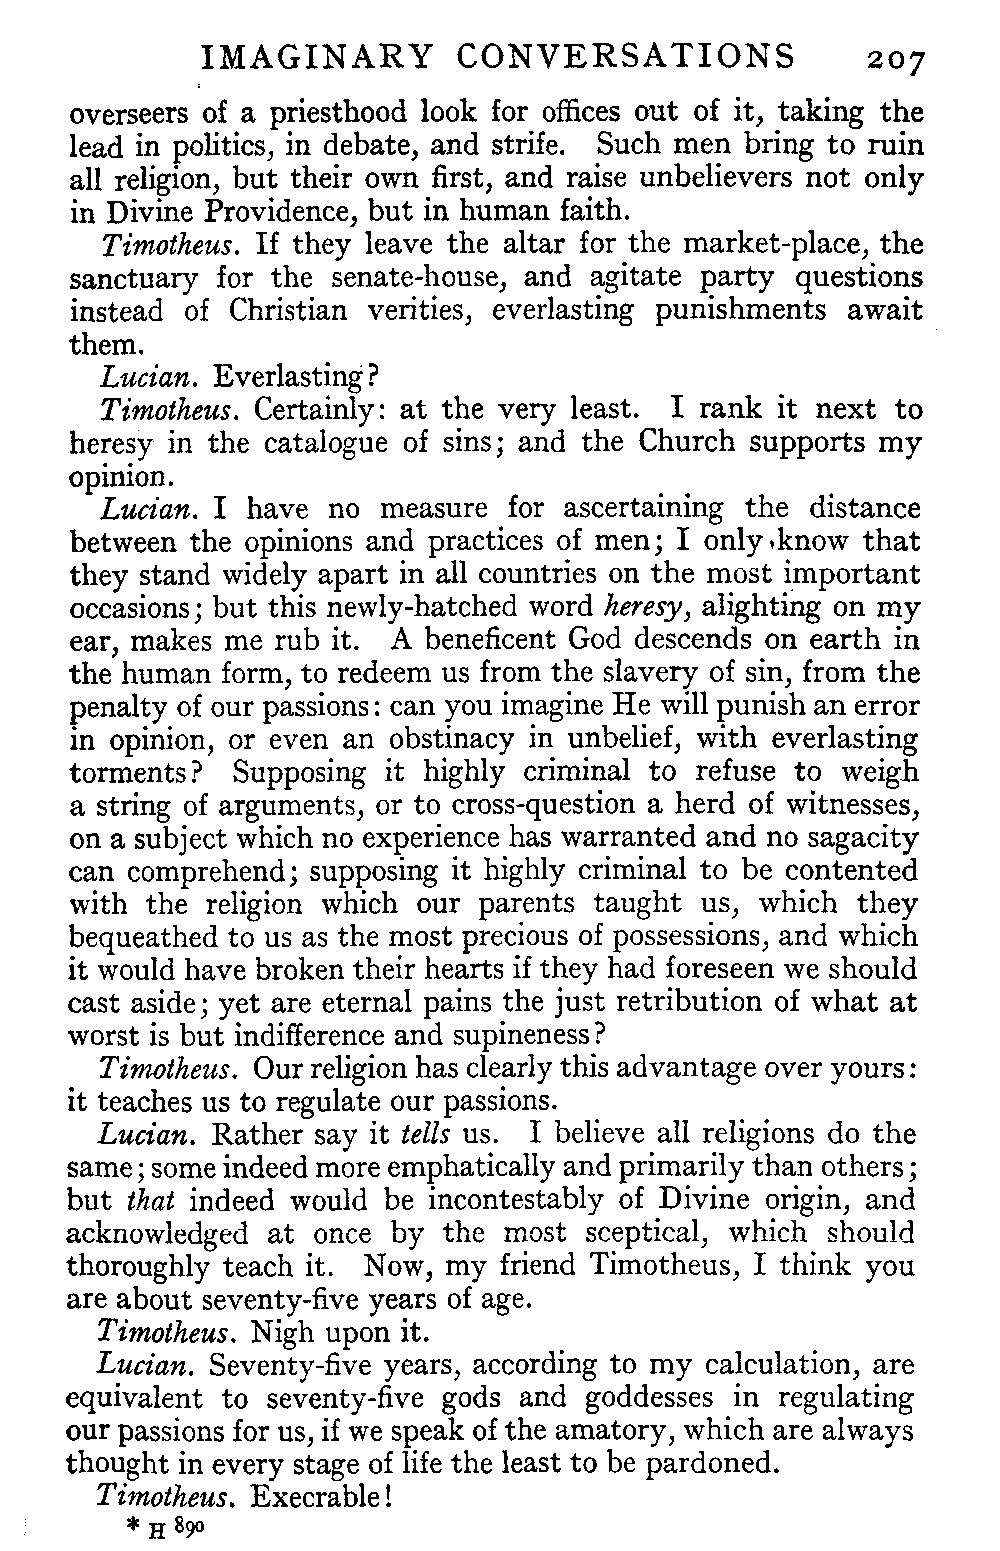 IMAGINARY CONVERSATIONS 207
overseers of a priesthood look for offices out of it, taking the
lead in politics, in debate, and strife. Such men bring to ruin
all religion, but their own first, and raise unbelievers not only
in Divine Providence, but in human faith.
Timotheus. If they leave the altar for the market-place, the
sanctuary for the senate-house, and agitate party questions
instead of Christian verities, everlasting punishments await
them.
Lucian. Everlasting?
Timotheus. Certainly: at the very least. I rank it next to
heresy in the catalogue of sins; and the Church supports my
opinion.
Lucian. I have no measure for ascertaining the distance
between the opinions and practices of men; I only know that
they stand widely apart in all countries on the most important
occasions; but this newly-hatched word heresy, alighting on my
ear, makes me rub it. A beneficent God descends on earth in
the human form, to redeem us from the slavery of sin, from the
penalty of our passions: can you imagine He will punish an error
in opinion, or even an obstinacy in unbelief, with everlasting
torments? Supposing it highly criminal to refuse to weigh
a string of arguments, or to cross-question a herd of witnesses,
on a subject which no experience has warranted and no sagacity
can comprehend; supposing it highly criminal to be contented
with the religion which our parents taught us, which they
bequeathed to us as the most precious of possessions, and which
it would have broken their hearts if they had foreseen we should
cast aside; yet are eternal pains the just retribution of what at
worst is but indifference and supineness?
Timotheus. Our religion has clearly this advantage over yours:
it teaches us to regulate our passions.
Lucian. Rather say it tells us. I believe all religions do the
same; some indeed more emphatically and primarily than others;
but that indeed would be incontestably of Divine origin, and
acknowledged at once by the most sceptical, which should
thoroughly teach it. Now, my friend Timotheus, I think you
are about seventy-five years of age.
Timotheus. Nigh upon it.
Lucian. Seventy-five years, according to my calculation, are
equivalent to seventy-five gods and goddesses in regulating
our passions for us, if we speak of the amatory, which are always
thought in every stage of life the least to be pardoned.
Timotheus. Execrable!
* H 890